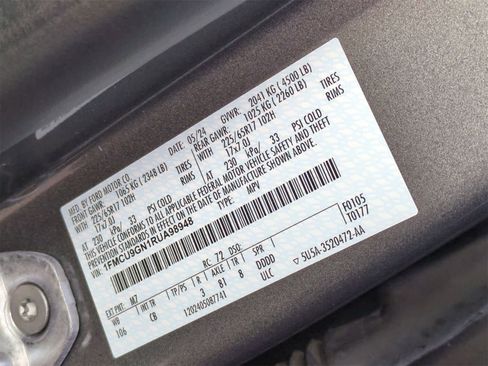 MFD. BY FORD MOTOR CO.
DATE: 05/24 GVWR: 2041 KG ( 4500 LB)
FRONT GAWR: 1065 KG ( 2348 LB) REAR GAWR: 1025 KG ( 2260 LB)
225/65R17 102H TIRES 225/65R17 102H TIRES
17x7.0J RIMS 17x7.0J RIMS
AT 230 kPa/ 33 PSI COLD AT 230 kPa/ 33 PSI COLD
THIS VEHICLE CONFORMS TO ALL APPLICABLE FEDERAL MOTOR VEHICLE SAFETY AND BUMPER
STANDARDS IN EFFECT ON THE DATE OF MANUFACTURE SHOWN ABOVE.
1FMCU9GN1RUA98948 TYPE: MPV
F0105
T0177
EXT PNT: M7 RC: 72 DSO:
WB INT TR TP/PS R AXLE TR SPR
106 CB 3 81 8 DDDD
1202405087741 ULC
▽ 5U5A-3520472-AA